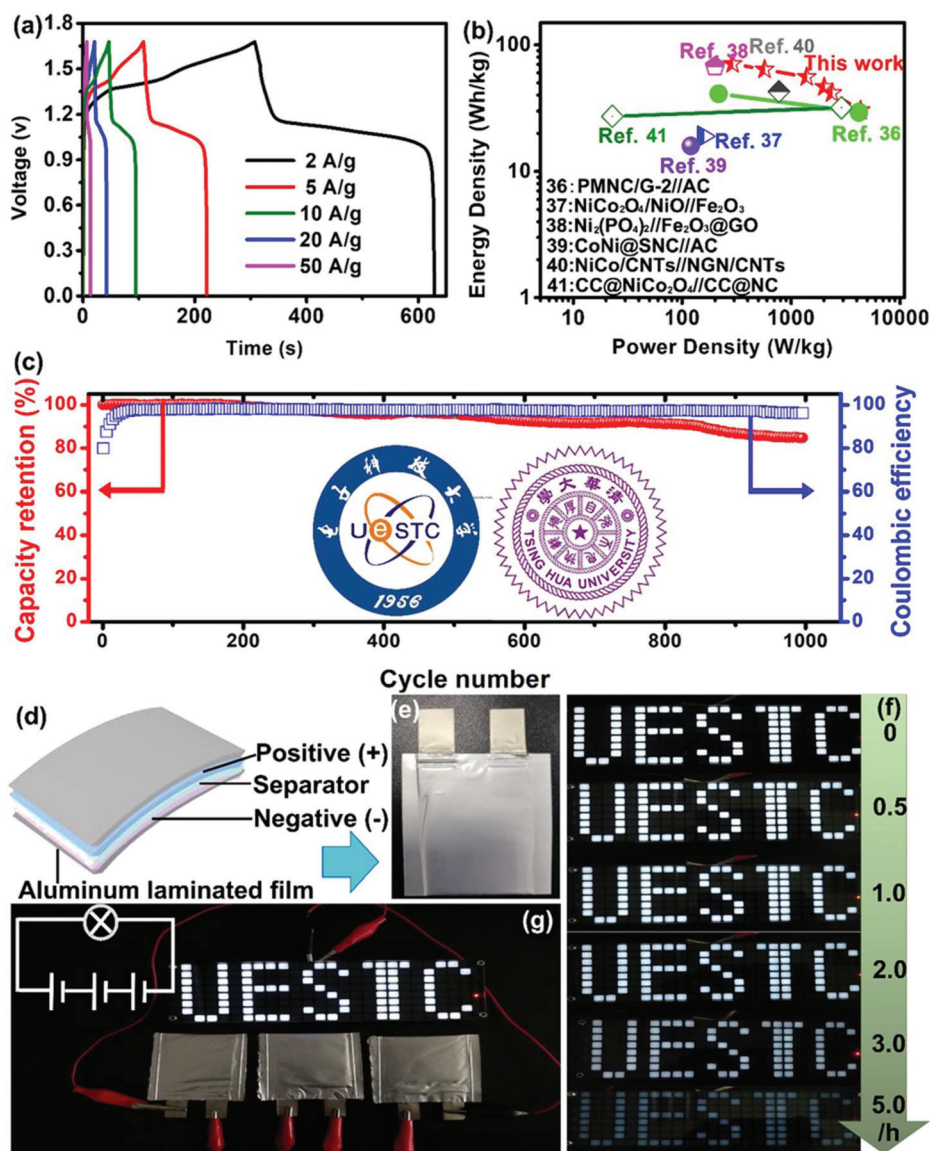 (a)
1.8
1.5
1.2
0.9
0.6
0.3
0.0
Voltage (v)
2 A/g
5 A/g
10 A/g
20 A/g
50 A/g
0
200
400
600
Time (s)
(b)
100
10
1
Energy Density (Wh/kg)
Ref. 38
Ref. 40
This work
Ref. 41
Ref. 37
Ref. 36
Ref. 39
36:PMNC/G-2//AC
37:NiCo₂O₄/NiO//Fe₂O₃
38:Ni₂(PO₄)₂//Fe₂O₃@GO
39:CoNi@SNC//AC
40:NiCo/CNTs//NGN/CNTs
41:CC@NiCo₂O₄//CC@NC
10
100
1000
10000
Power Density (W/kg)
(c)
Capacity retention (%)
100
80
60
40
20
0
UeSTC
1956
學大華清
TSING HUA UNIVERSITY
100
80
60
40
20
0
Coulombic efficiency
0
200
400
600
800
1000
Cycle number
(d)
Positive (+)
Separator
Negative (-)
Aluminum laminated film
(e)
(f)
UESTC
0
UESTC
0.5
UESTC
1.0
UESTC
2.0
UESTC
3.0
UESTC
5.0
/h
(g)
UESTC